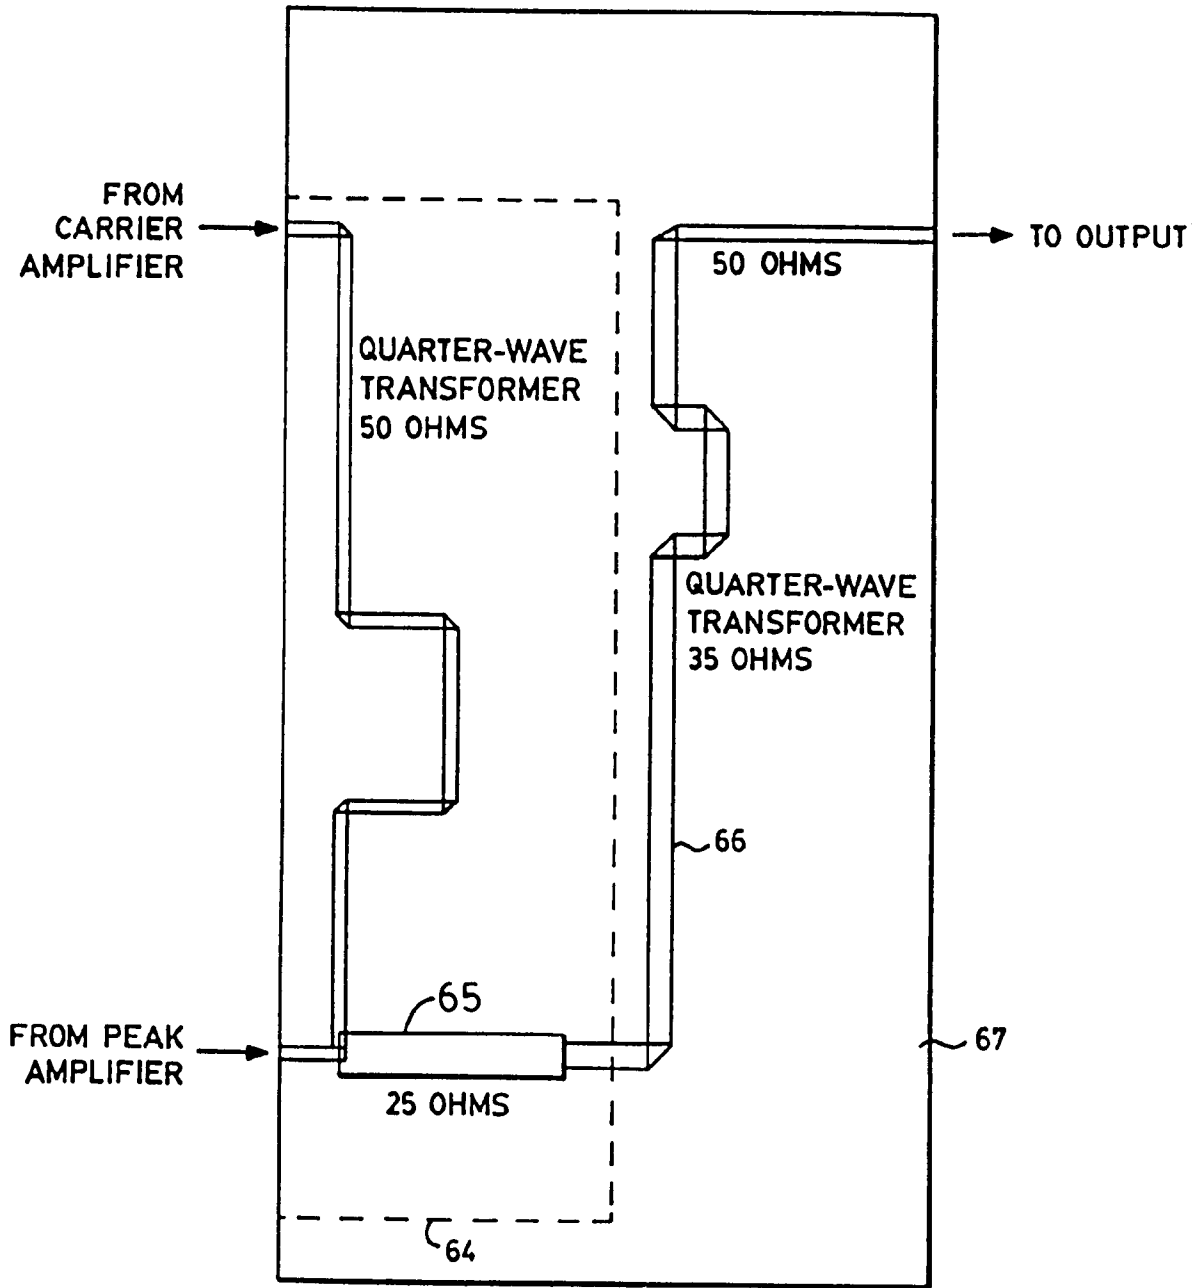 FROM
CARRIER
AMPLIFIER
TO OUTPUT
50 OHMS
QUARTER-WAVE
TRANSFORMER
50 OHMS
QUARTER-WAVE
TRANSFORMER
35 OHMS
66
65
FROM PEAK
AMPLIFIER
67
25 OHMS
64